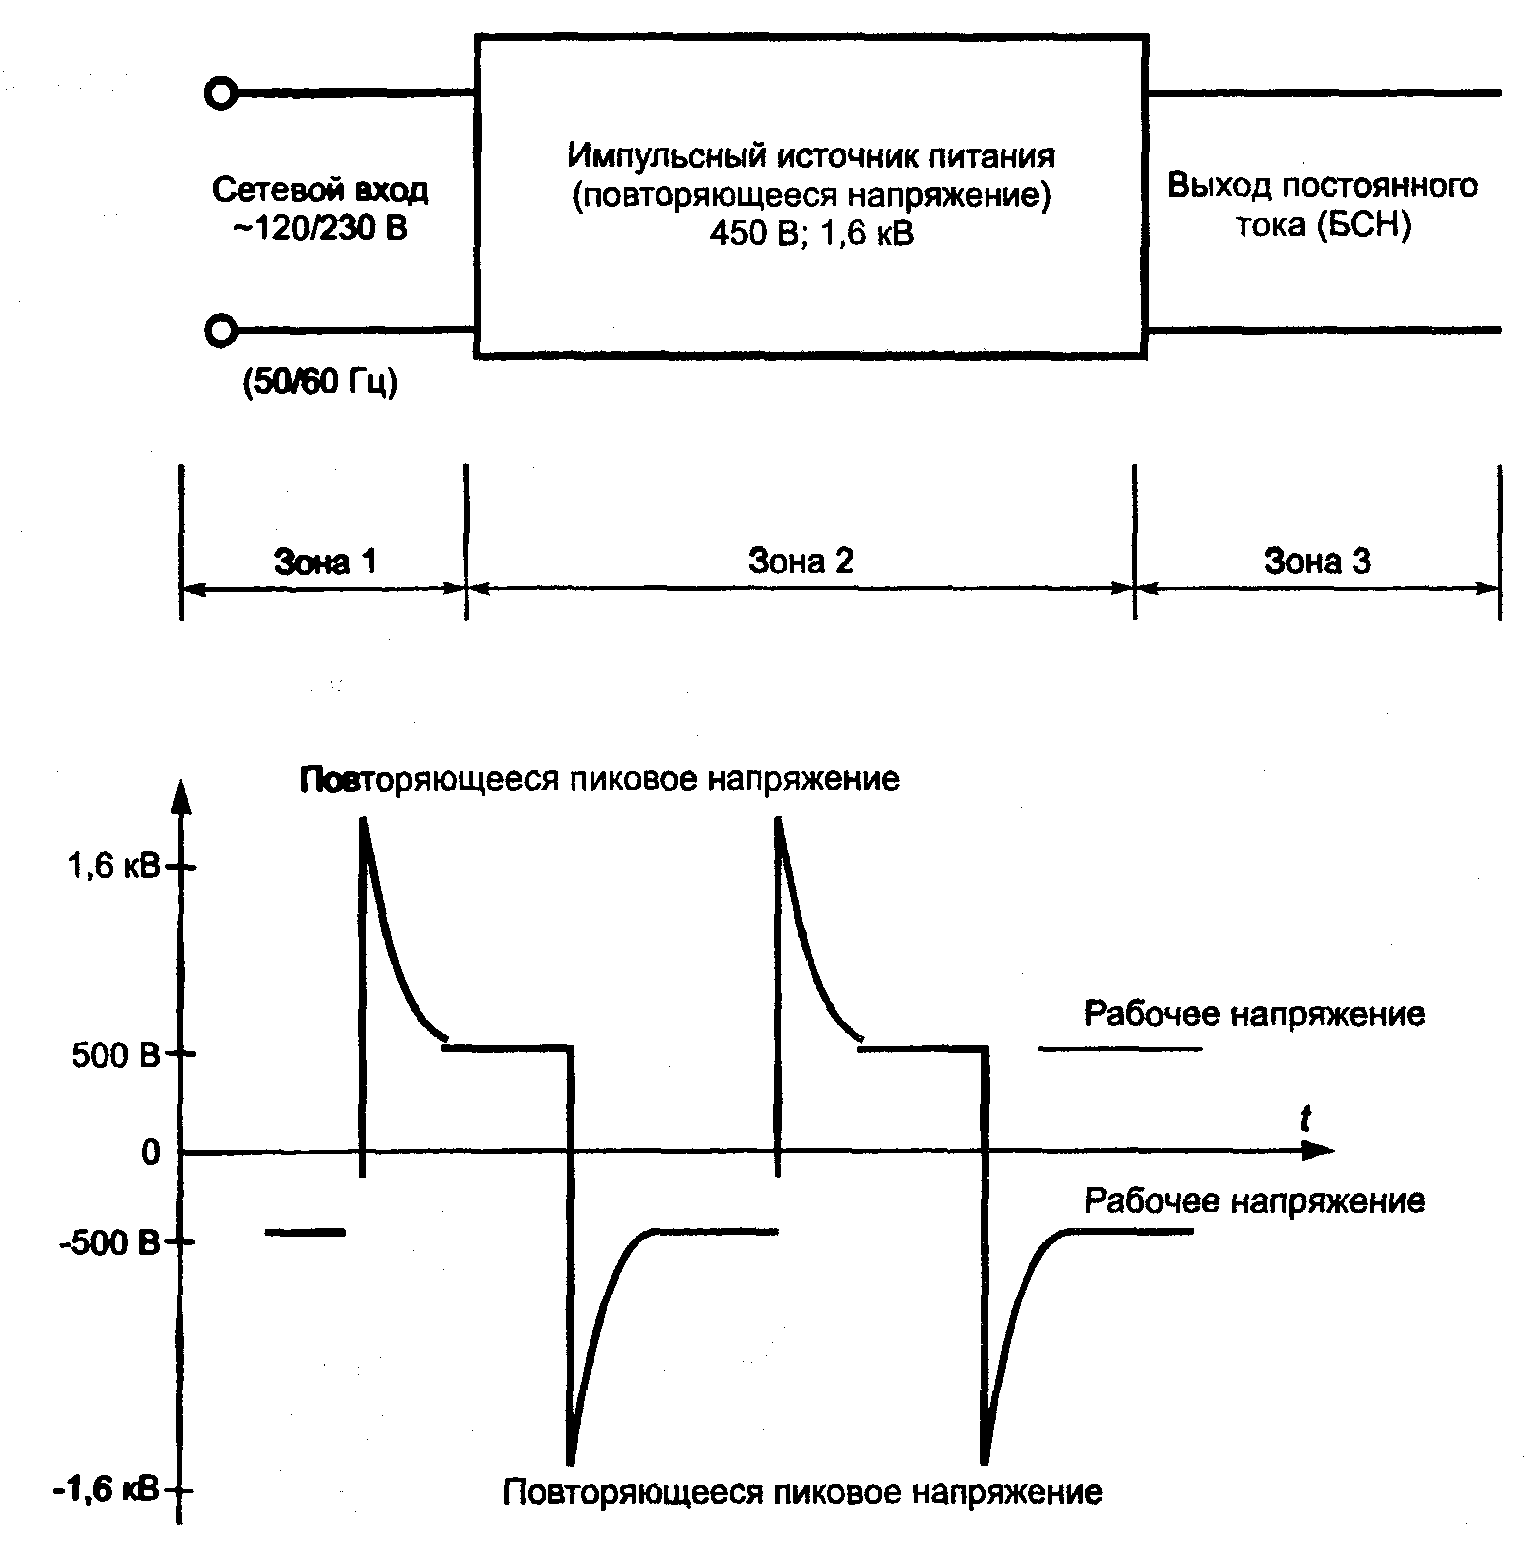 Импульсный источник питания
(повторяющееся напряжение)
450 В; 1,6 кВ
Сетевой вход
~120/230 В
(50/60 Гц)
Выход постоянного
тока (БСН)
Зона 1
Зона 2
Зона 3
Повторяющееся пиковое напряжение
1,6 кВ
500 В
0
-500 В
-1,6 кВ
Рабочее напряжение
t
Рабочее напряжение
Повторяющееся пиковое напряжение